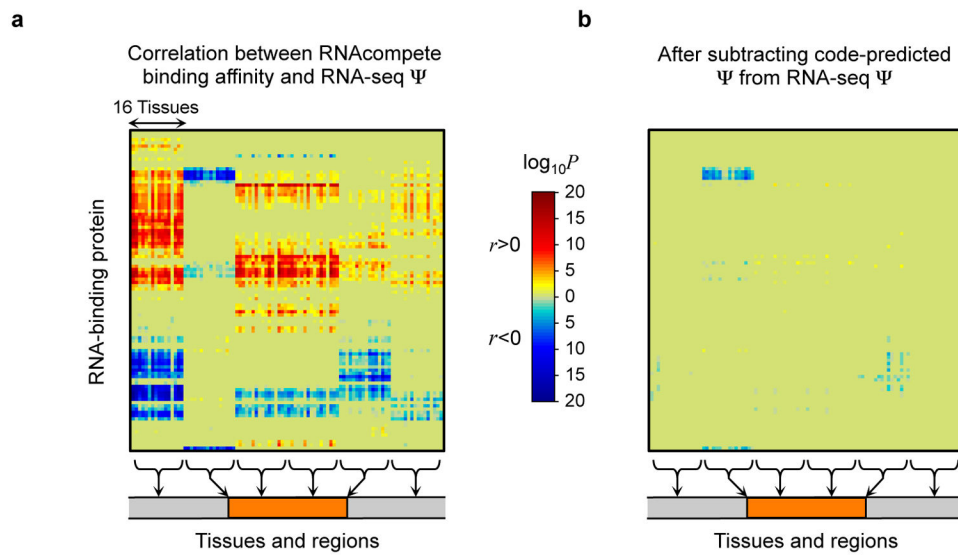 a
Correlation between RNAcompete
binding affinity and RNA-seq Ψ
16 Tissues
RNA-binding protein
Tissues and regions
log₁₀P
r>0
r<0
20
15
10
5
0
5
10
15
20
b
After subtracting code-predicted
Ψ from RNA-seq Ψ
Tissues and regions